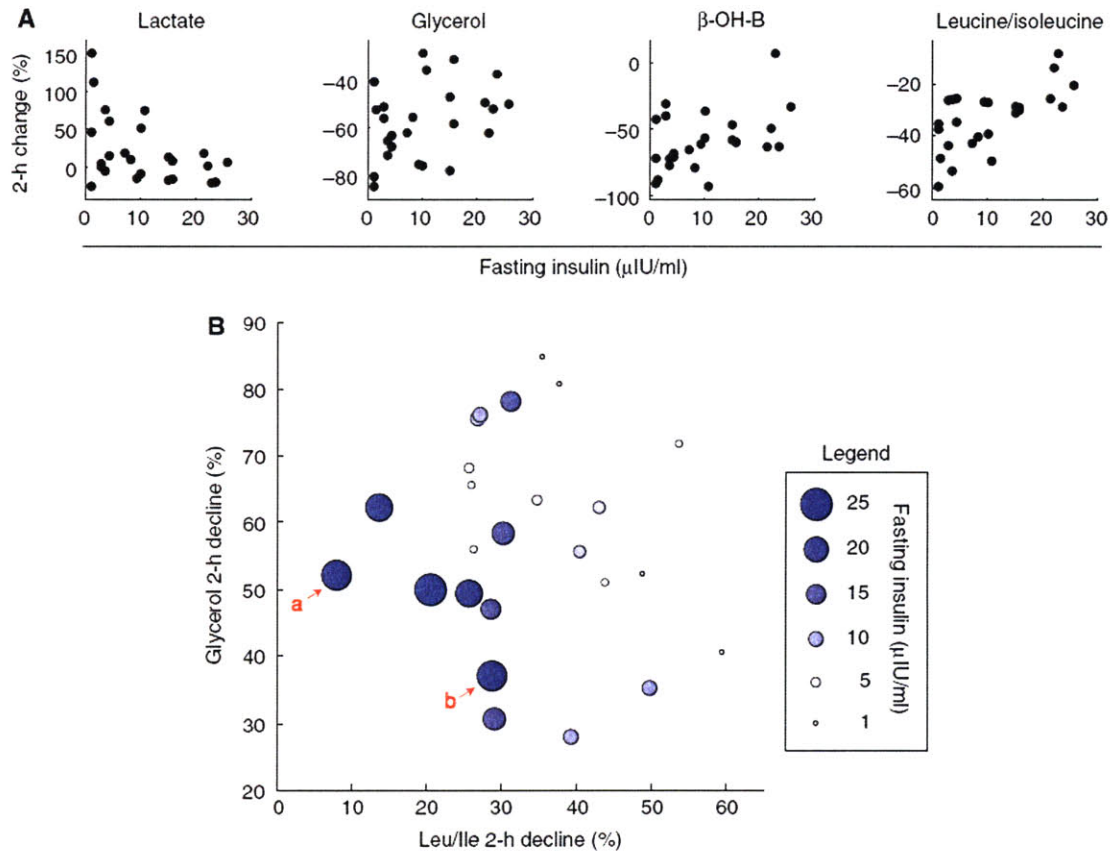 A
Lactate
Glycerol
β-OH-B
Leucine/isoleucine
2-h change (%)
150
100
50
0
0 10 20 30
−40
−60
−80
0 10 20 30
0
−50
−100
0 10 20 30
−20
−40
−60
0 10 20 30
Fasting insulin (μIU/ml)
B
Glycerol 2-h decline (%)
90
80
70
60
50
40
30
20
a
b
0 10 20 30 40 50 60
Leu/Ile 2-h decline (%)
Legend
25
20
15
10
5
1
Fasting insulin (μIU/ml)